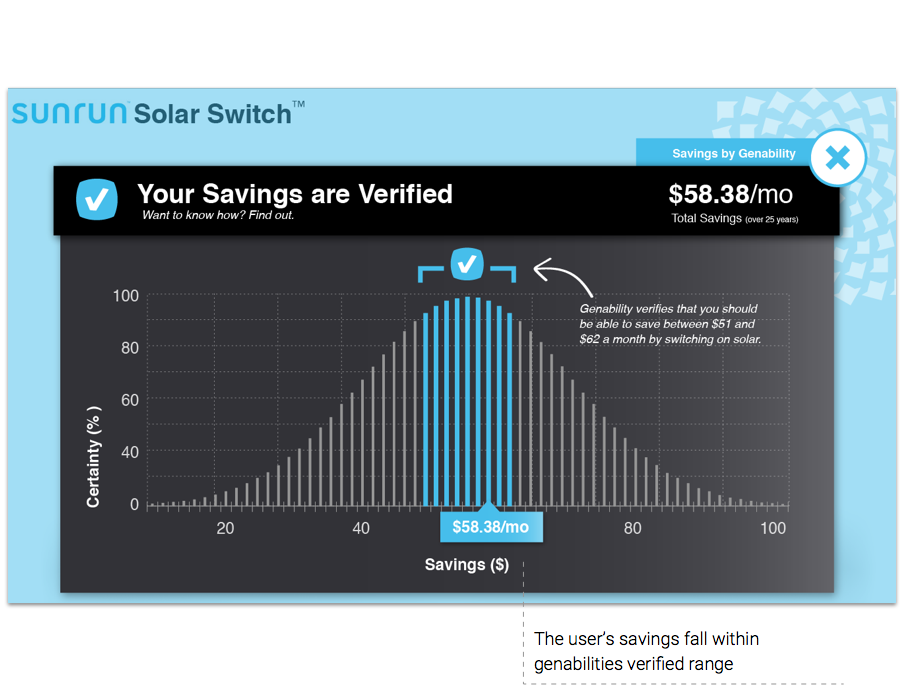 sunrun Solar Switch™
Savings by Genability
Your Savings are Verified
Want to know how? Find out.
$58.38/mo
Total Savings (over 25 years)
Genability verifies that you should
be able to save between $51 and
$62 a month by switching on solar.
Certainty (% )
100
80
60
40
0
20
40
80
100
$58.38/mo
Savings ($)
The user's savings fall within
genabilities verified range